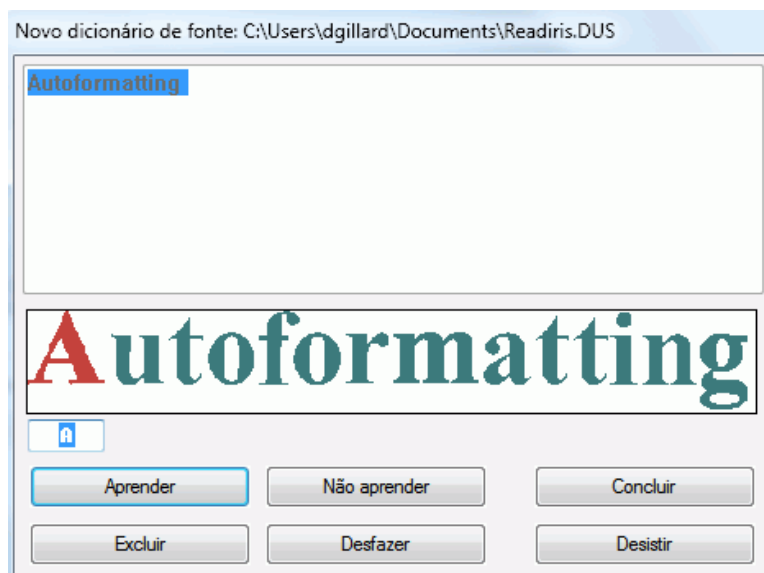 Novo dicionário de fonte: C:\Users\dgillard\Documents\Readiris.DUS
Autoformatting
Autoformatting
A
Aprender Não aprender Concluir
Excluir Desfazer Desistir